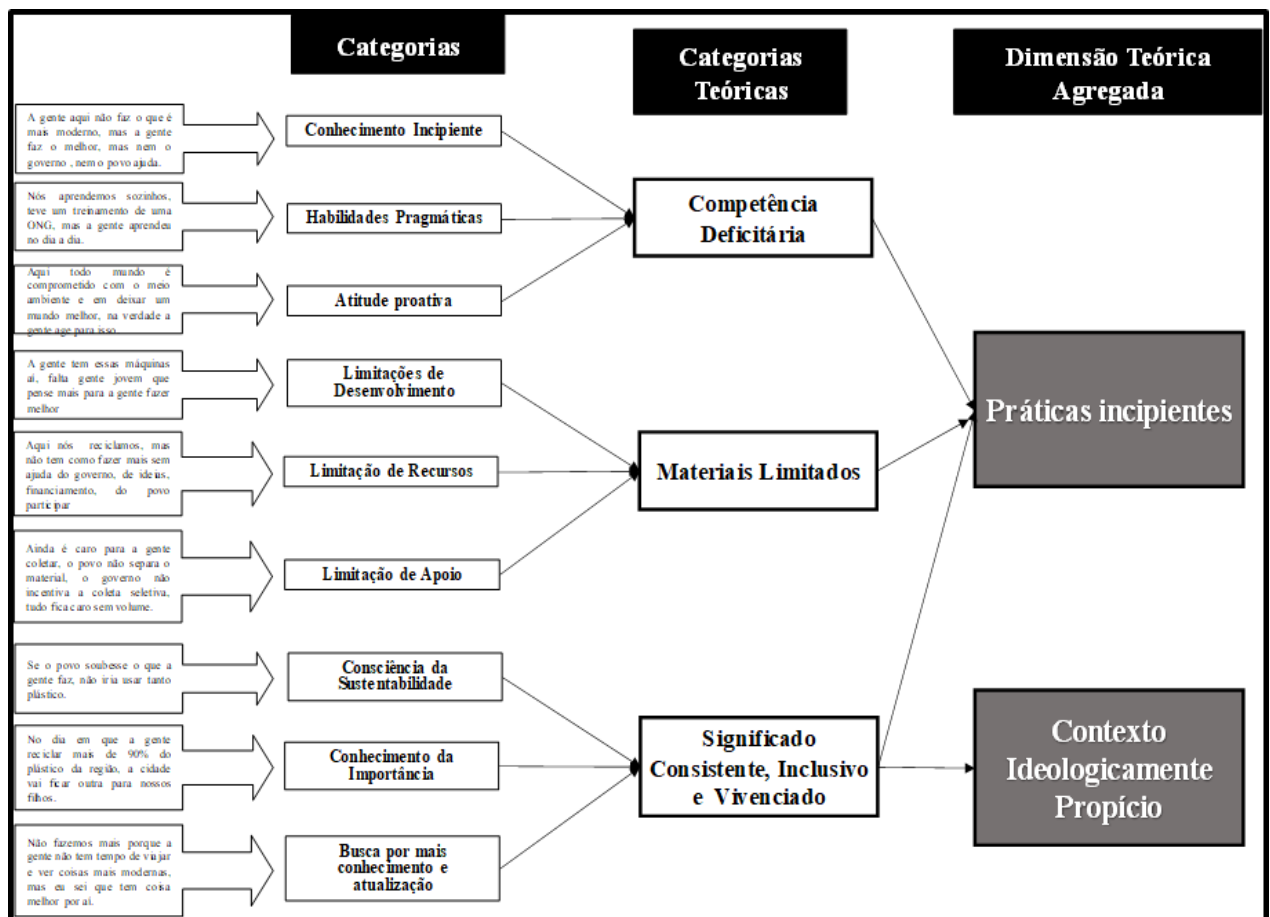 Categorias
Categorias
Teóricas
Dimensão Teórica
Agregada
A gente aqui não faz o que é
mais moderno, mas a gente
faz o melhor, mas nem o
governo , nem o povo ajuda.
Conhecimento Incipiente
Nós aprendemos sozinhos,
teve um treinamento de uma
ONG, mas a gente aprendeu
no dia a dia.
Habilidades Pragmáticas
Aqui todo mundo é
comprometido com o meio
ambiente e em deixar um
mundo melhor, na verdade a
gente age para isso.
Atitude proativa
Competência
Deficitária
A gente tem essas máquinas
aí, falta gente jovem que
pense mais para a gente fazer
melhor
Limitações de
Desenvolvimento
Aqui nós reciclamos, mas
não tem como fazer mais sem
ajuda do governo, de ideias,
financiamento, do povo
participar
Limitação de Recursos
Ainda é caro para a gente
coletar, o povo não separa o
material, o governo não
incentiva a coleta seletiva,
tudo fica caro sem volume.
Limitação de Apoio
Materiais Limitados
Práticas incipientes
Se o povo soubesse o que a
gente faz, não iria usar tanto
plástico.
Consciência da
Sustentabilidade
No dia em que a gente
reciclar mais de 90% do
plástico da região, a cidade
vai ficar outra para nossos
filhos.
Conhecimento da
Importância
Não fazemos mais porque a
gente não tem tempo de viajar
e ver coisas mais modernas,
mas eu sei que tem coisa
melhor por aí.
Busca por mais
conhecimento e
atualização
Significado
Consistente, Inclusivo
e Vivenciado
Contexto
Ideologicamente
Propício